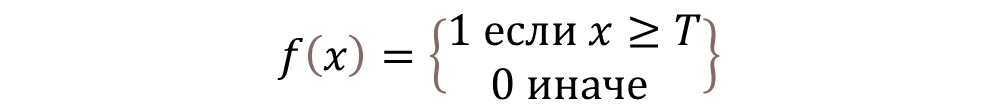 f(x) = {1 если x ≥ T
0 иначе}